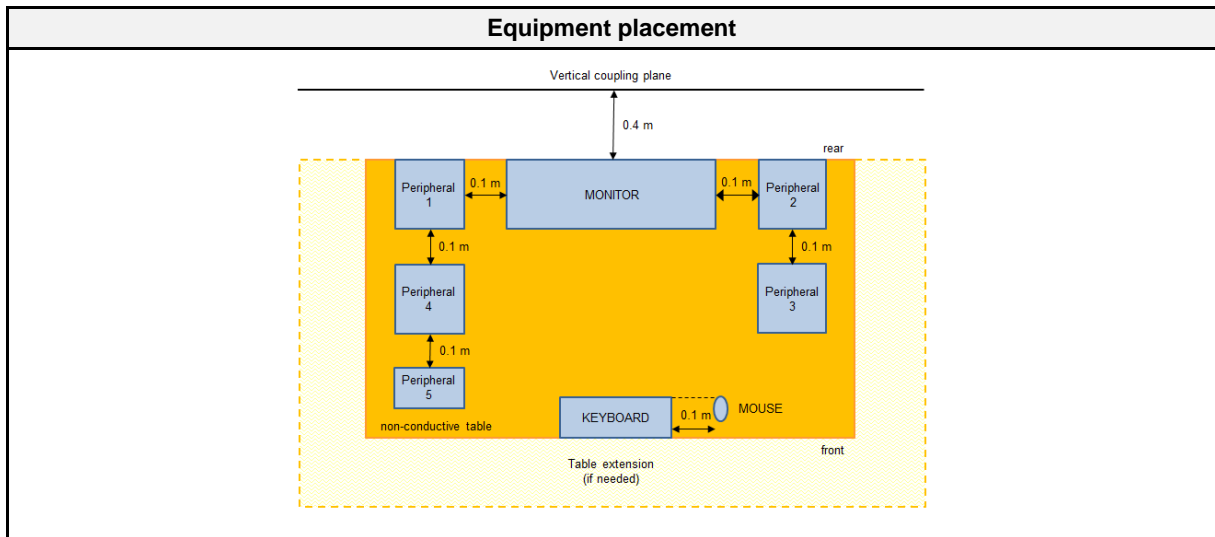 Equipment placement
Vertical coupling plane
0.4 m
rear
Peripheral
1
0.1 m
MONITOR
0.1 m
Peripheral
2
0.1 m
0.1 m
Peripheral
4
Peripheral
3
0.1 m
Peripheral
5
KEYBOARD
0.1 m
MOUSE
non-conductive table
front
Table extension
(if needed)